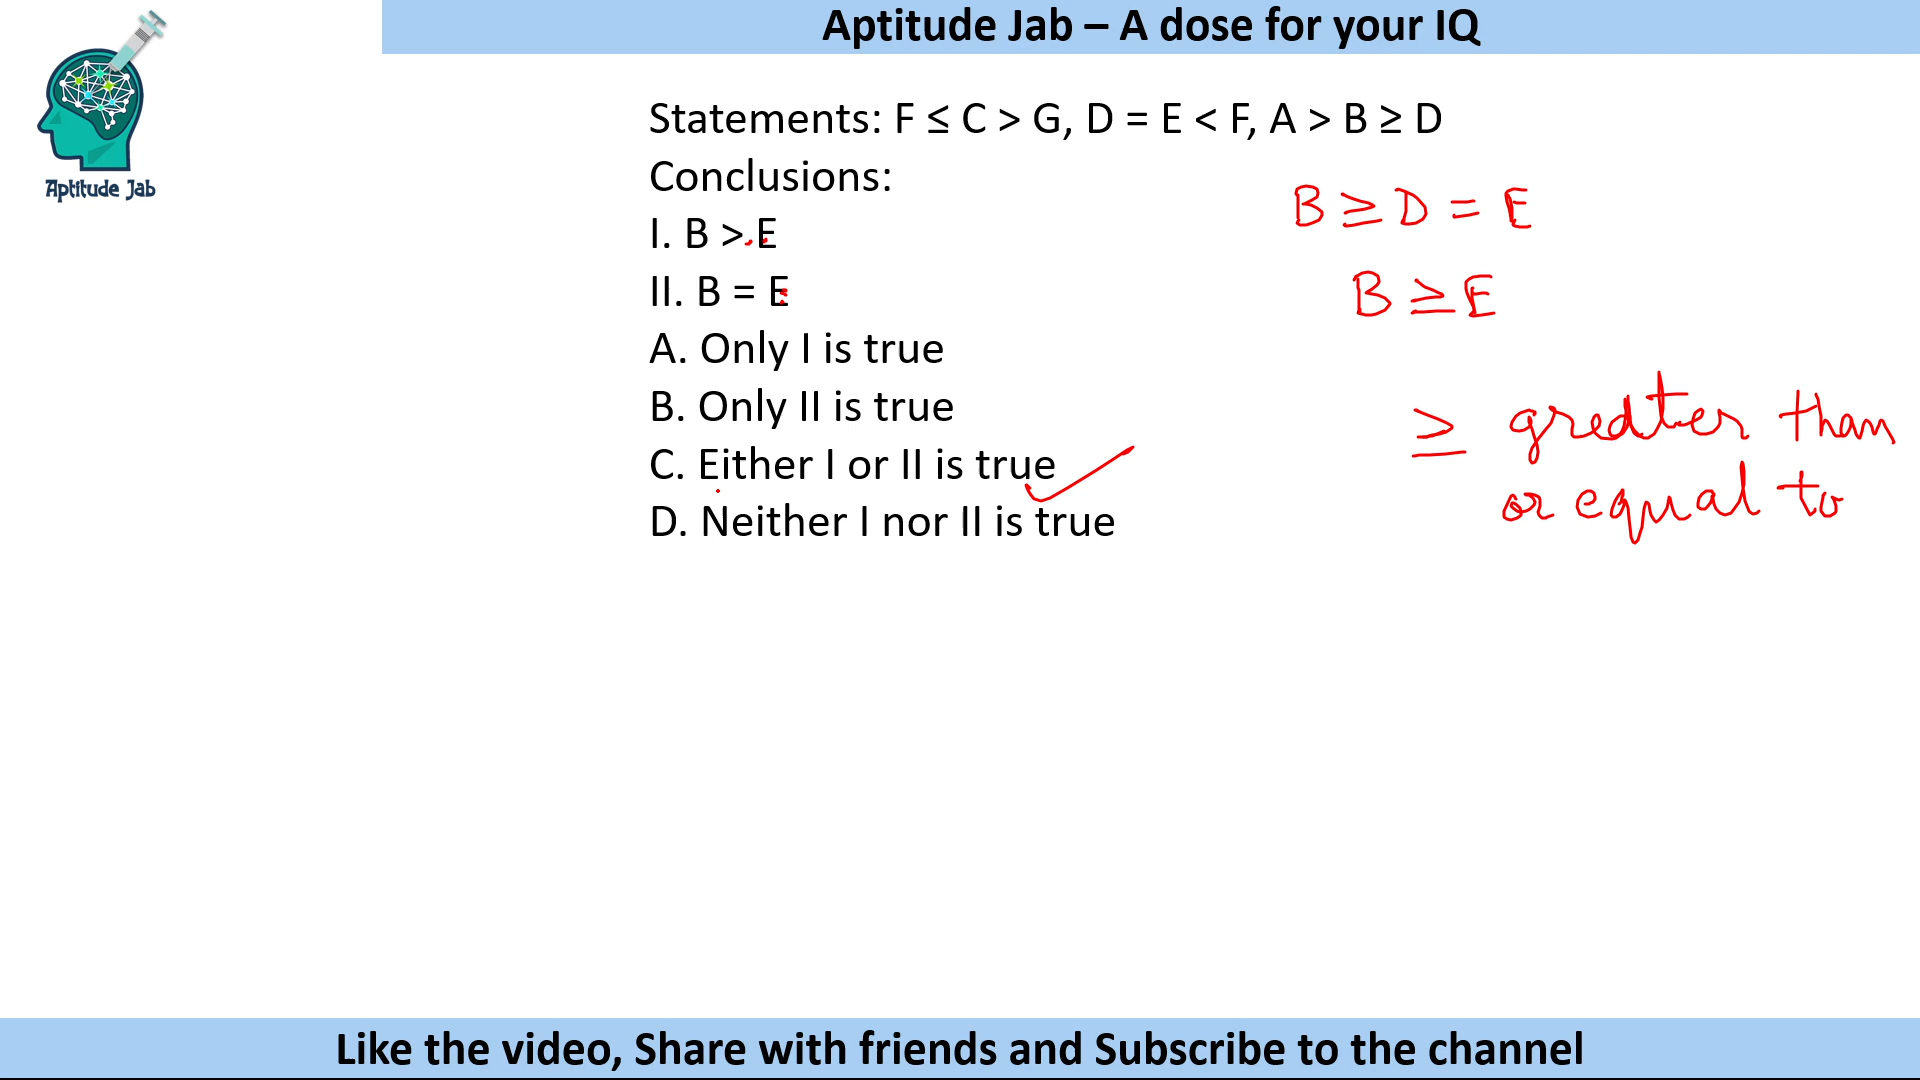 Aptitude Jab – A dose for your IQ
Aptitude Jab
Statements: F ≤ C > G, D = E < F, A > B ≥ D
Conclusions:
I. B > E
II. B = E
A. Only I is true
B. Only II is true
C. Either I or II is true
D. Neither I nor II is true
B ≥ D = E
B ≥ E
≥ greater than
or equal to
Like the video, Share with friends and Subscribe to the channel